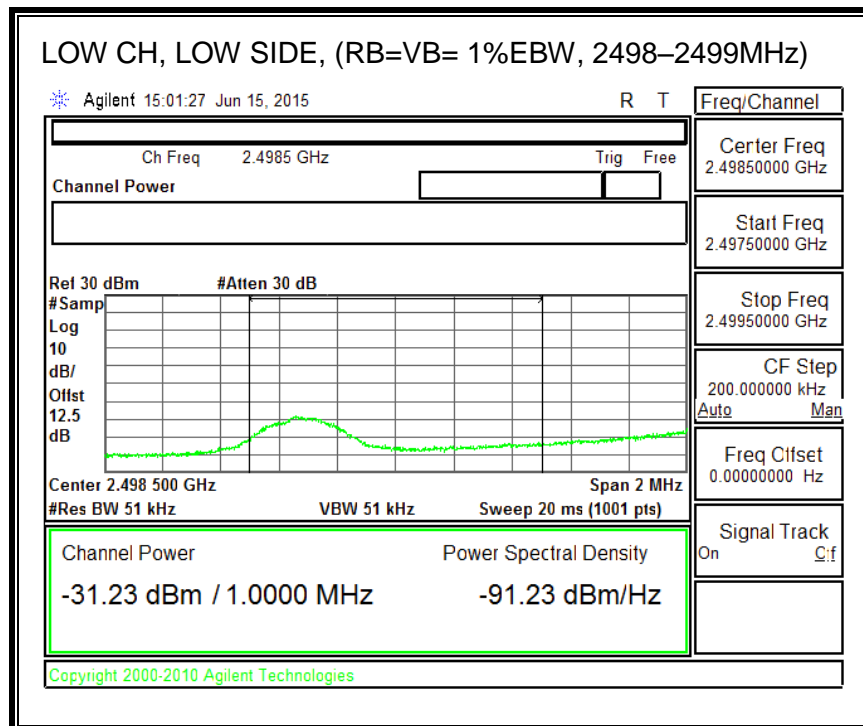 LOW CH, LOW SIDE, (RB=VB= 1%EBW, 2498–2499MHz)
Agilent 15:01:27 Jun 15, 2015 R T
Freq/Channel
Ch Freq 2.4985 GHz Trig Free
Channel Power
Center Freq
2.49850000 GHz
Start Freq
2.49750000 GHz
Stop Freq
2.49950000 GHz
CF Step
200.000000 kHz
Auto Man
Freq Offset
0.00000000 Hz
Signal Track
On Off
Ref 30 dBm #Atten 30 dB
#Samp
Log
10
dB/
Offst
12.5
dB
Center 2.498 500 GHz Span 2 MHz
#Res BW 51 kHz VBW 51 kHz Sweep 20 ms (1001 pts)
Channel Power Power Spectral Density
-31.23 dBm / 1.0000 MHz -91.23 dBm/Hz
Copyright 2000-2010 Agilent Technologies